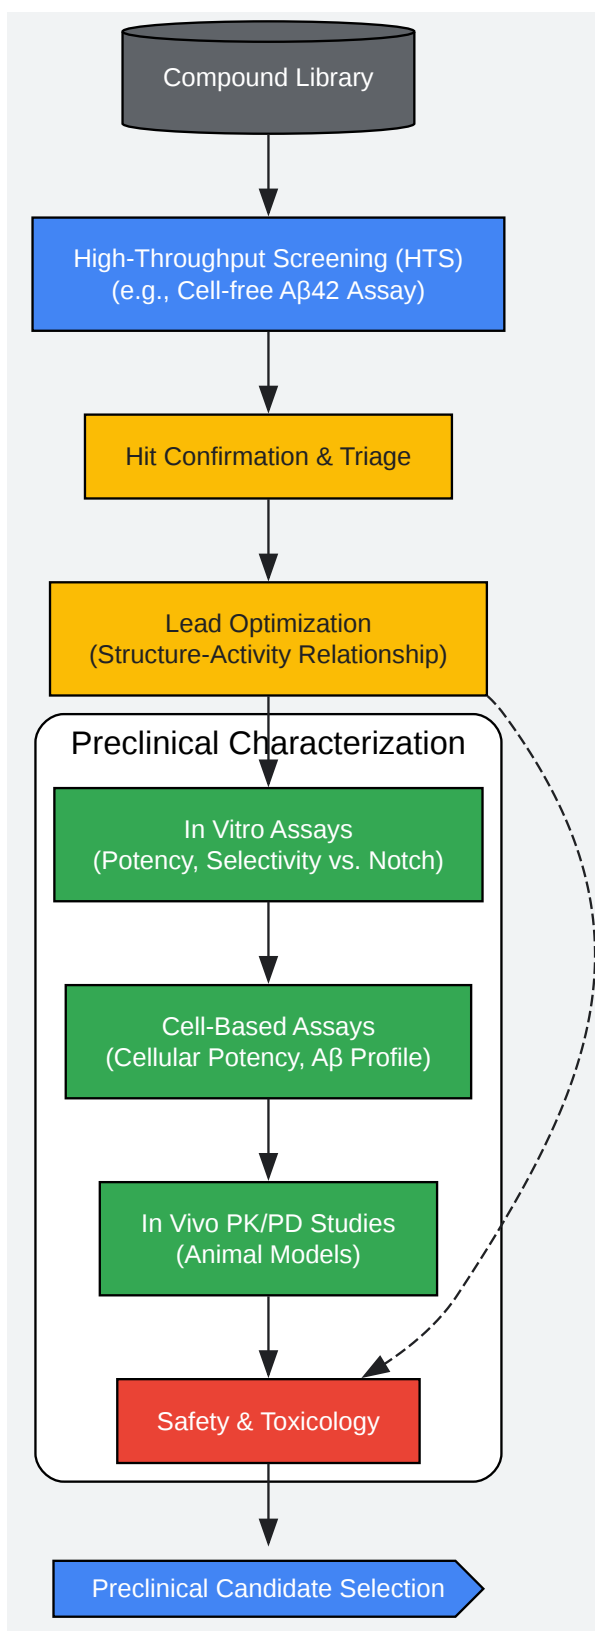 Compound Library
High-Throughput Screening (HTS)
(e.g., Cell-free Aβ42 Assay)
Hit Confirmation & Triage
Lead Optimization
(Structure-Activity Relationship)
Preclinical Characterization
In Vitro Assays
(Potency, Selectivity vs. Notch)
Cell-Based Assays
(Cellular Potency, Aβ Profile)
In Vivo PK/PD Studies
(Animal Models)
Safety & Toxicology
Preclinical Candidate Selection